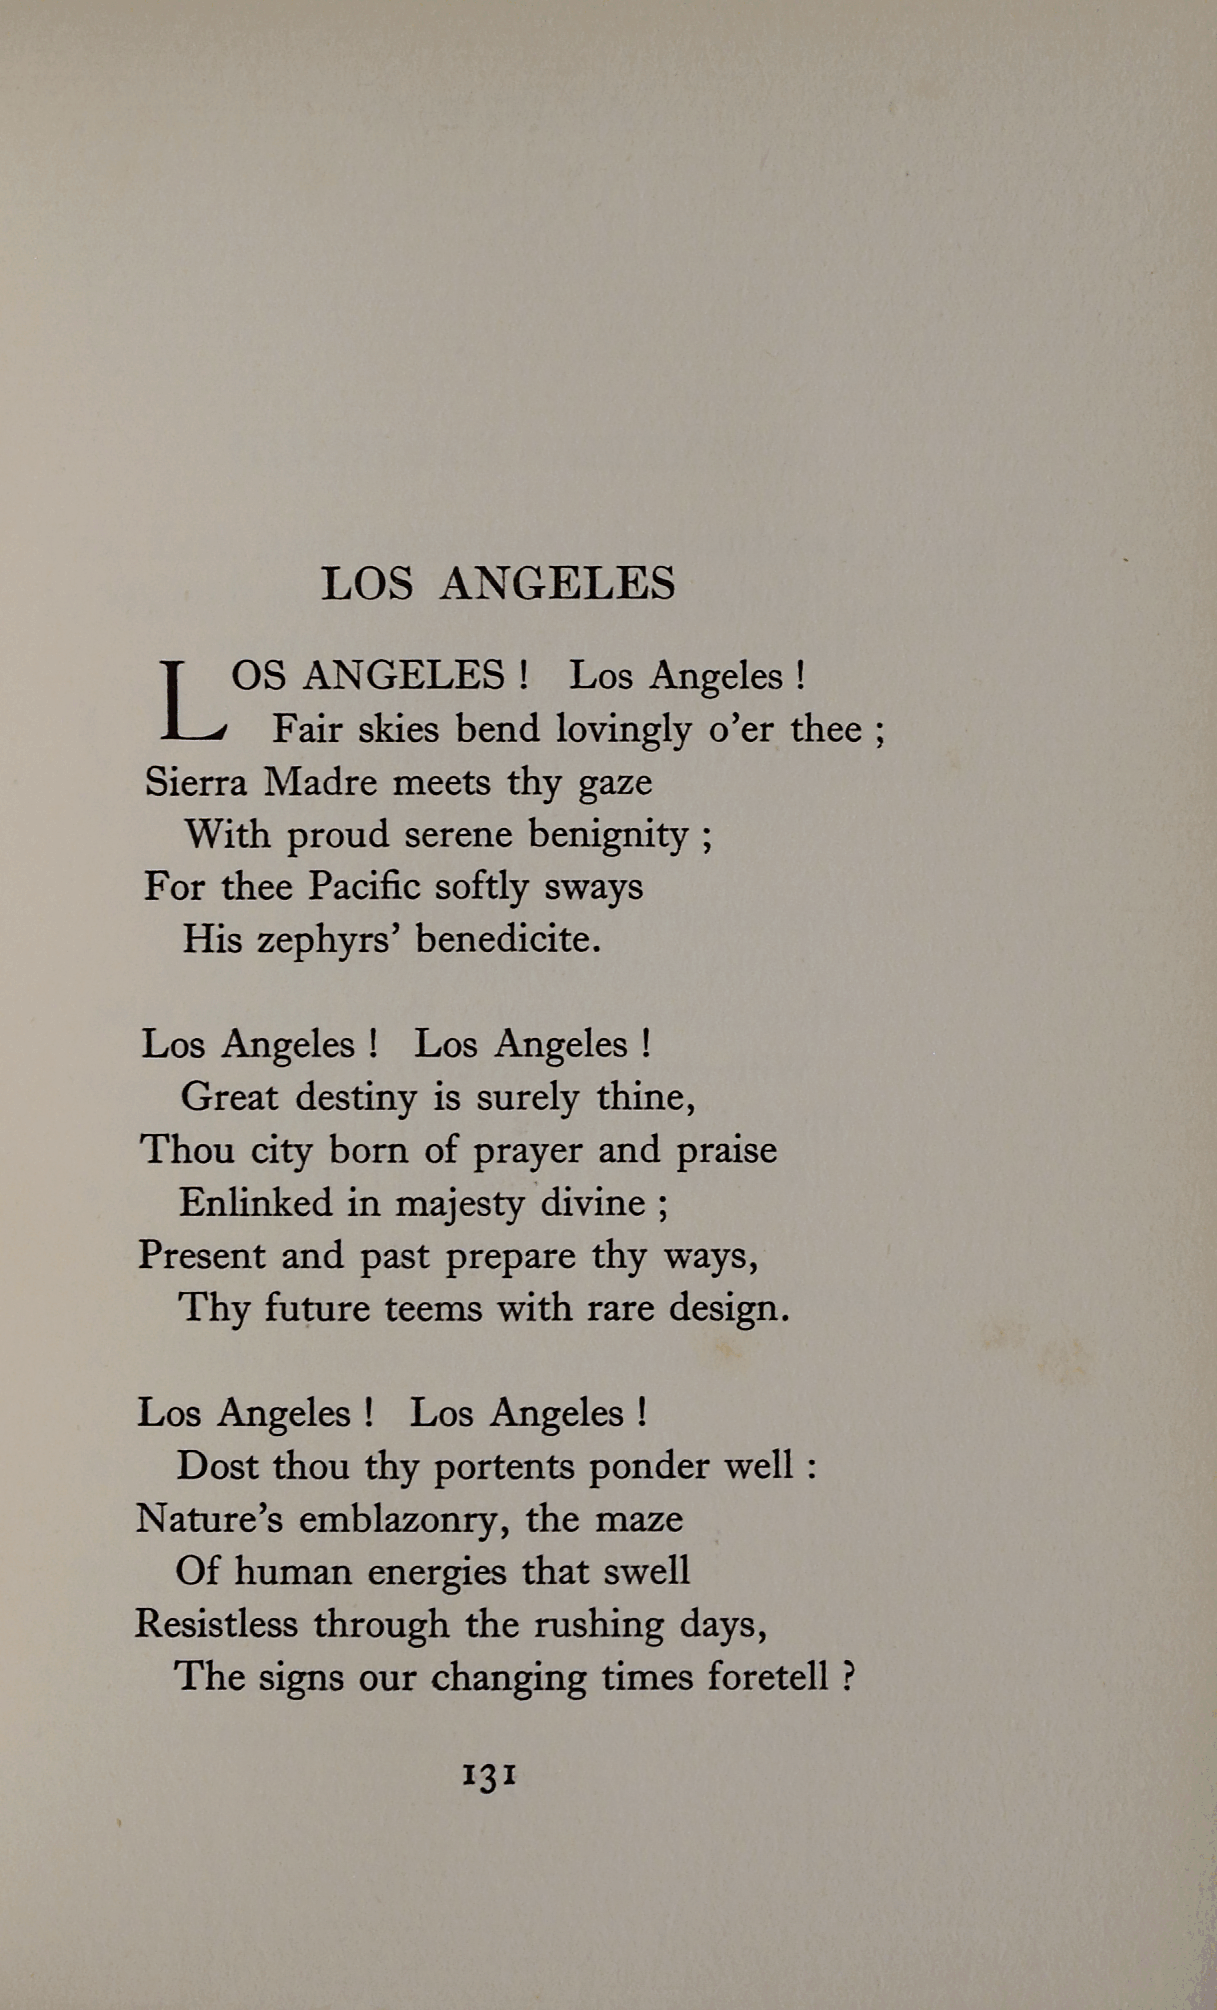 LOS ANGELES
LOS ANGELES ! Los Angeles !
Fair skies bend lovingly o’er thee ;
Sierra Madre meets thy gaze
With proud serene benignity ;
For thee Pacific softly sways
His zephyrs’ benedicite.
Los Angeles ! Los Angeles !
Great destiny is surely thine,
Thou city born of prayer and praise
Enlinked in majesty divine ;
Present and past prepare thy ways,
Thy future teems with rare design.
Los Angeles ! Los Angeles !
Dost thou thy portents ponder well :
Nature’s emblazonry, the maze
Of human energies that swell
Resistless through the rushing days,
The signs our changing times foretell ?
131